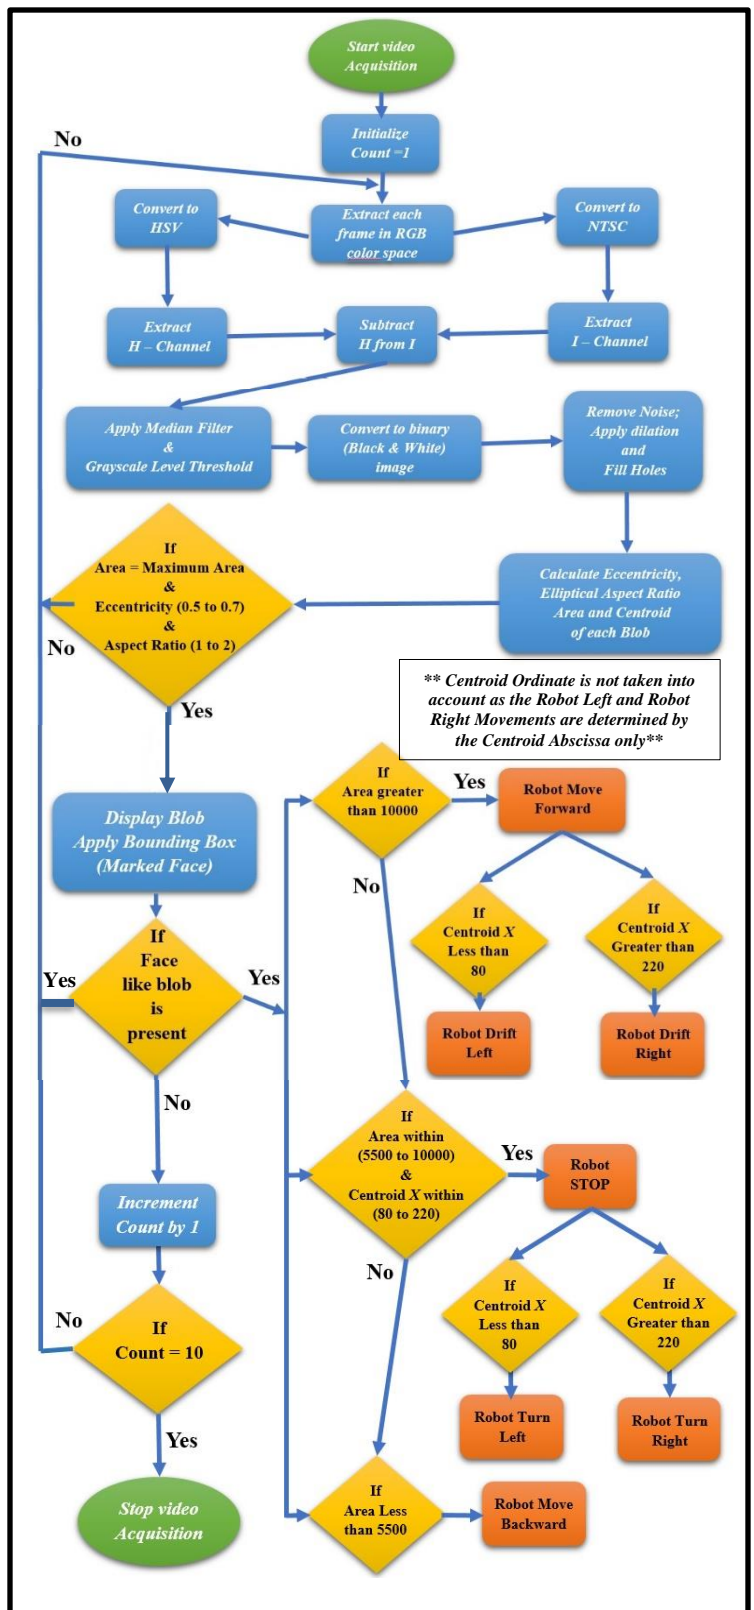 Start video
Acquisition
No
Initialize
Count =1
Convert to
HSV
Extract each
frame in RGB
color space
Convert to
NTSC
Extract
H – Channel
Subtract
H from I
Extract
I – Channel
Apply Median Filter
&
Grayscale Level Threshold
Convert to binary
(Black & White)
image
Remove Noise;
Apply dilation
and
Fill Holes
If
Area = Maximum Area
&
Eccentricity (0.5 to 0.7)
&
Aspect Ratio (1 to 2)
No
Calculate Eccentricity,
Elliptical Aspect Ratio
Area and Centroid
of each Blob
** Centroid Ordinate is not taken into
account as the Robot Left and Robot
Right Movements are determined by
the Centroid Abscissa only**
Yes
Display Blob
Apply Bounding Box
(Marked Face)
If
Area greater
than 10000
Yes
Robot Move
Forward
No
If
Centroid X
Less than
80
If
Centroid X
Greater than
220
Yes
If
Face
like blob
is
present
Yes
Robot Drift
Left
Robot Drift
Right
No
If
Area within
(5500 to 10000)
&
Centroid X within
(80 to 220)
Yes
Robot
STOP
Increment
Count by 1
No
If
Centroid X
Less than
80
If
Centroid X
Greater than
220
No
If
Count = 10
Robot Turn
Left
Robot Turn
Right
Yes
If
Area Less
than 5500
Robot Move
Backward
Stop video
Acquisition